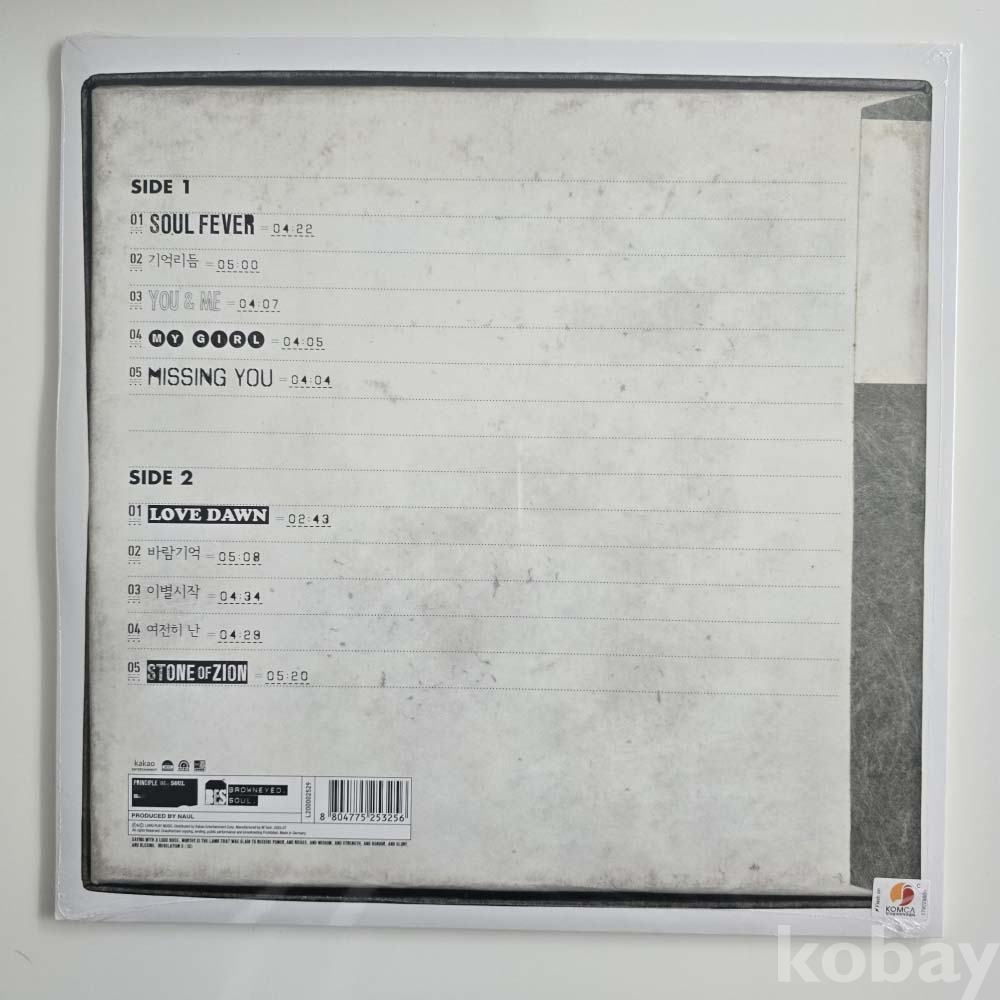 SIDE 1
01 SOUL FEVER = 04:22
02 기억리듬 = 05:00
03 YOU & ME = 04:07
04 MY GIRL = 04:05
05 MISSING YOU = 04:04
SIDE 2
01 LOVE DAWN = 02:43
02 바람기억 = 05:08
03 이별시작 = 04:34
04 여전히 난 = 04:29
05 STONE OF ZION = 05:20
kakao
ENTERTAINMENT
PRINCIPLE OF SOUL
BES BROWNEYED SOUL
PRODUCED BY NAUL
L200002529
8 804775 253256
KOMCA
kobay